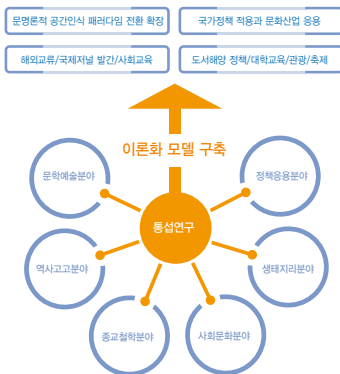 문명론적 공간인식 패러다임 전환 확장
국가정책 적용과 문화산업 응용
해외교류/국제저널 발간/사회교육
도서해양 정책/대학교육/관광/축제
이론화 모델 구축
문학예술분야
정책응용분야
통섭연구
역사고고분야
생태지리분야
종교철학분야
사회문화분야